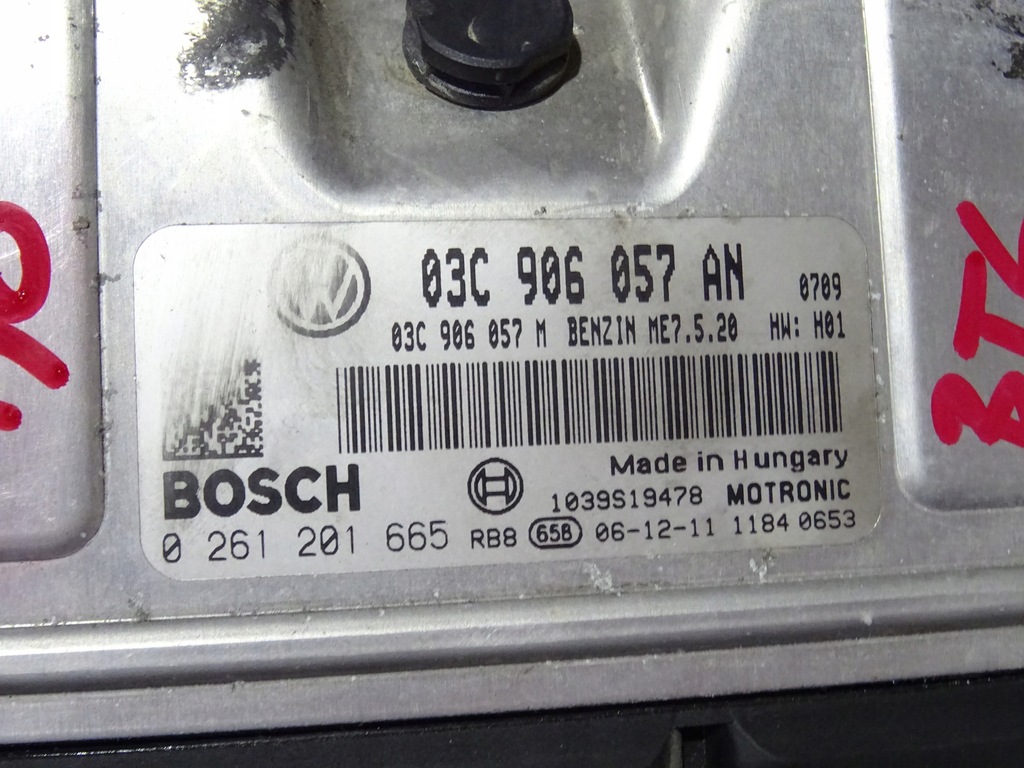 03C 906 057 AN 0709
03C 906 057 M BENZIN ME7.5.20 HW: H01
BOSCH
Made in Hungary
1039S19478 MOTRONIC
0 261 201 665 RB8 65B 06-12-11 1184 0653